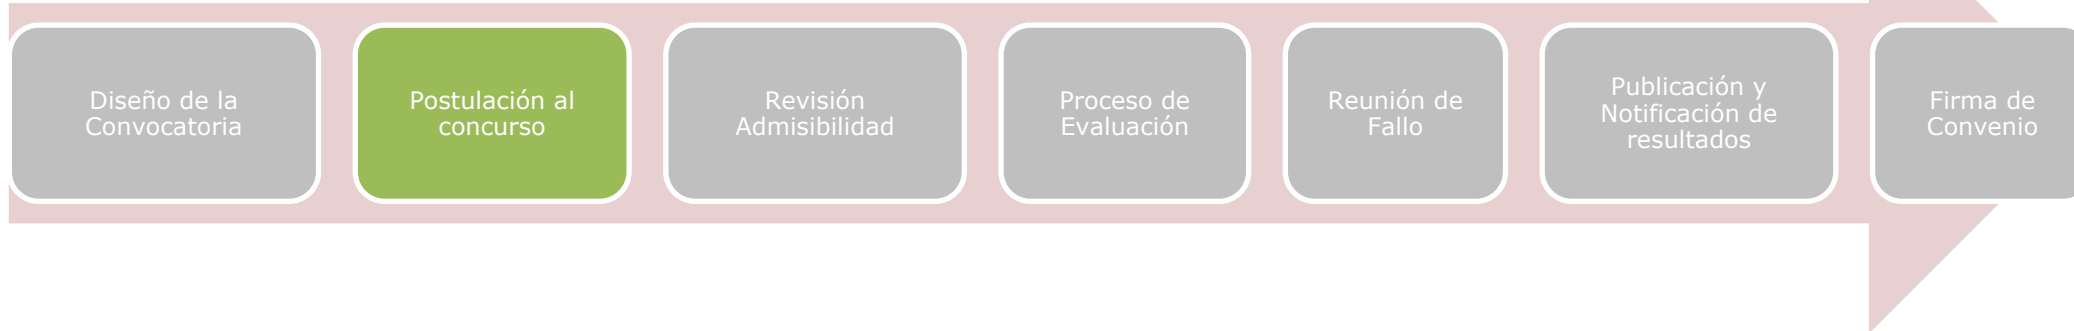 Diseño de la
Convocatoria
Postulación al
concurso
Revisión
Admisibilidad
Proceso de
Evaluación
Reunión de
Fallo
Publicación y
Notificación de
resultados
Firma de
Convenio